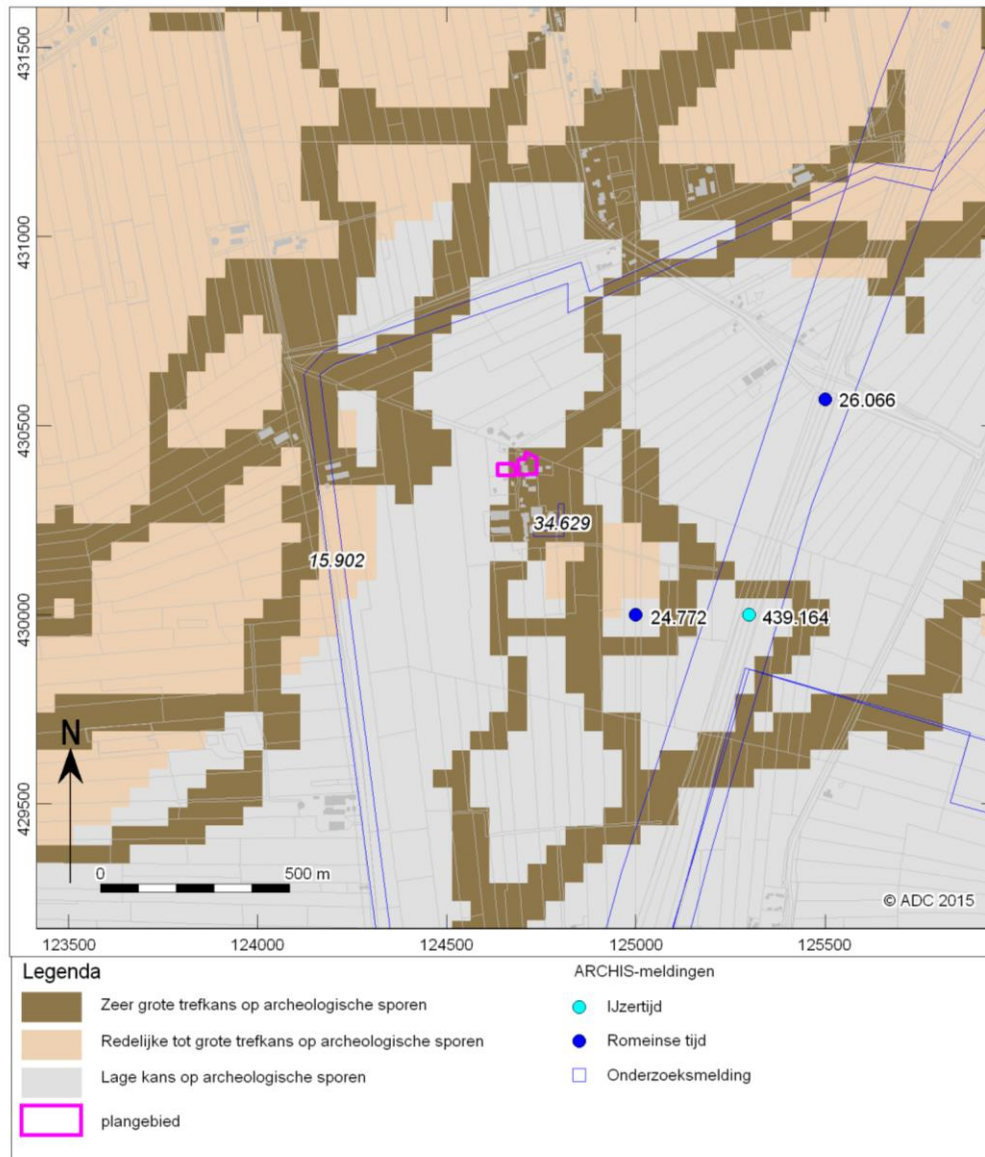 431500
431000
430500
430000
429500
26.066
34.629
15.902
24.772
439.164
N
0 500 m
© ADC 2015
123500 124000 124500 125000 125500
Legenda
Zeer grote trefkans op archeologische sporen
Redelijke tot grote trefkans op archeologische sporen
Lage kans op archeologische sporen
plangebied
ARCHIS-meldingen
IJzertijd
Romeinse tijd
Onderzoeksmelding